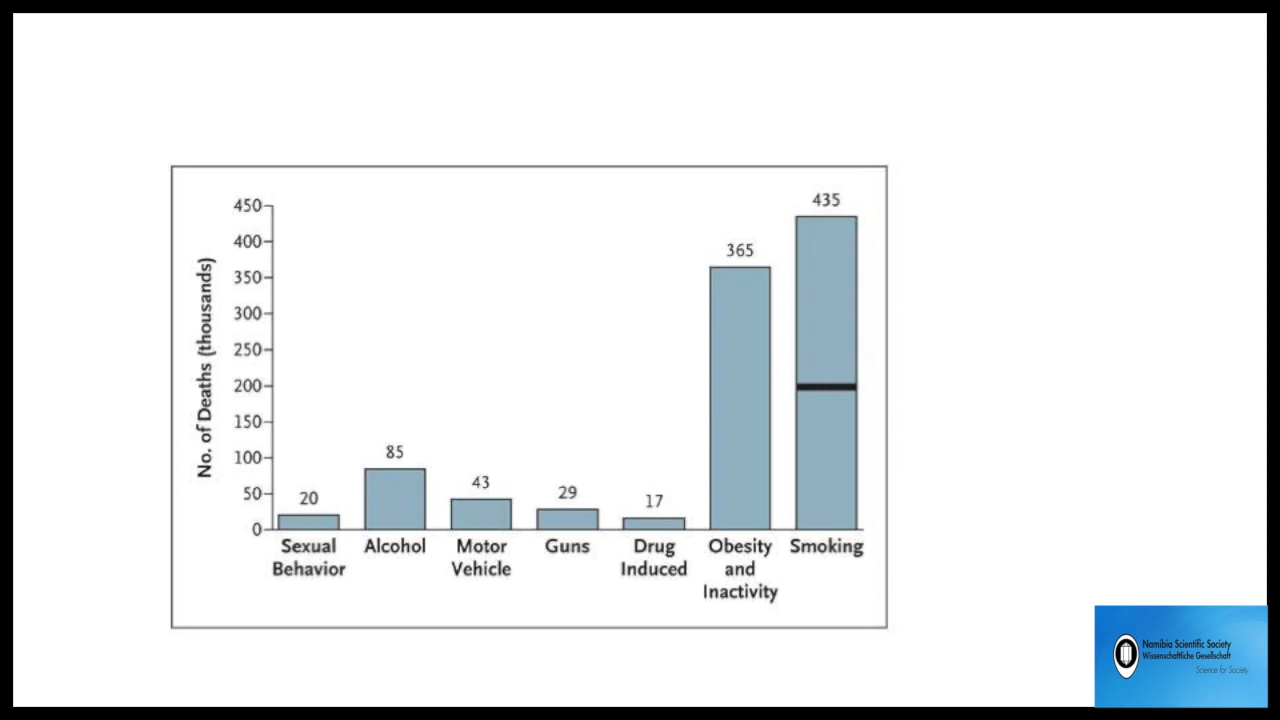 No. of Deaths (thousands)
450
400
350
300
250
200
150
100
50
0
20
85
43
29
17
365
435
Sexual
Behavior
Alcohol
Motor
Vehicle
Guns
Drug
Induced
Obesity
and
Inactivity
Smoking
Namibia Scientific Society
Wissenschaftliche Gesellschaft
Science for Society